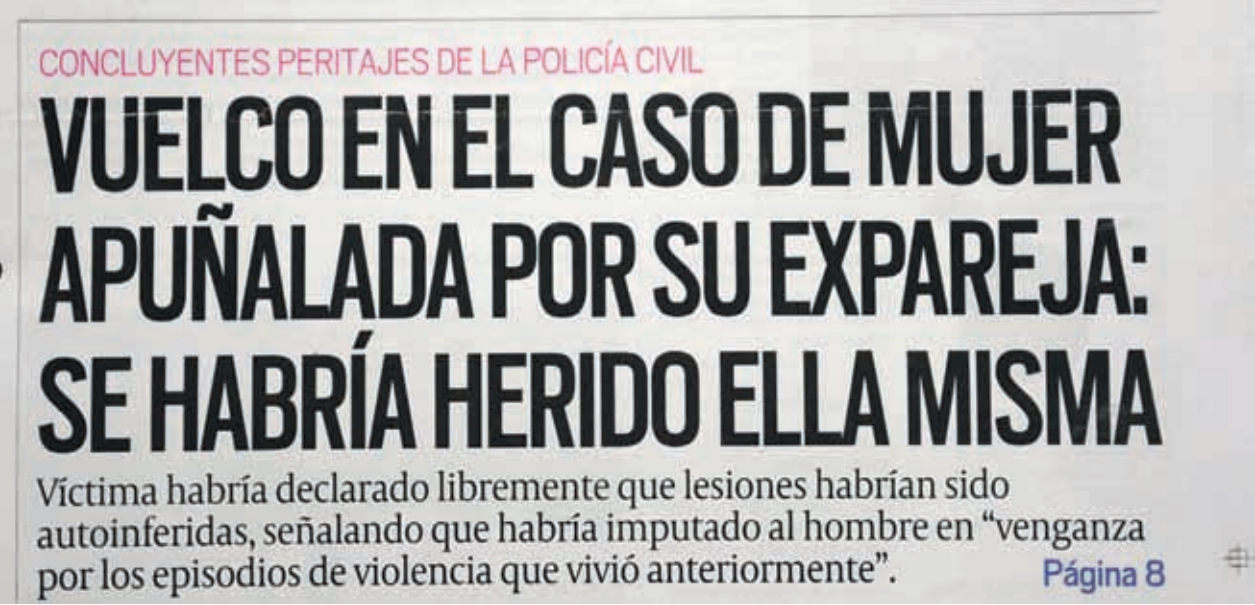 CONCLUYENTES PERITAJES DE LA POLICÍA CIVIL
VUELCO EN EL CASO DE MUJER
APUÑALADA POR SU EXPAREJA:
SE HABRÍA HERIDO ELLA MISMA
Víctima habría declarado libremente que lesiones habrían sido
autoinferidas, señalando que habría imputado al hombre en “venganza
por los episodios de violencia que vivió anteriormente”.
Página 8